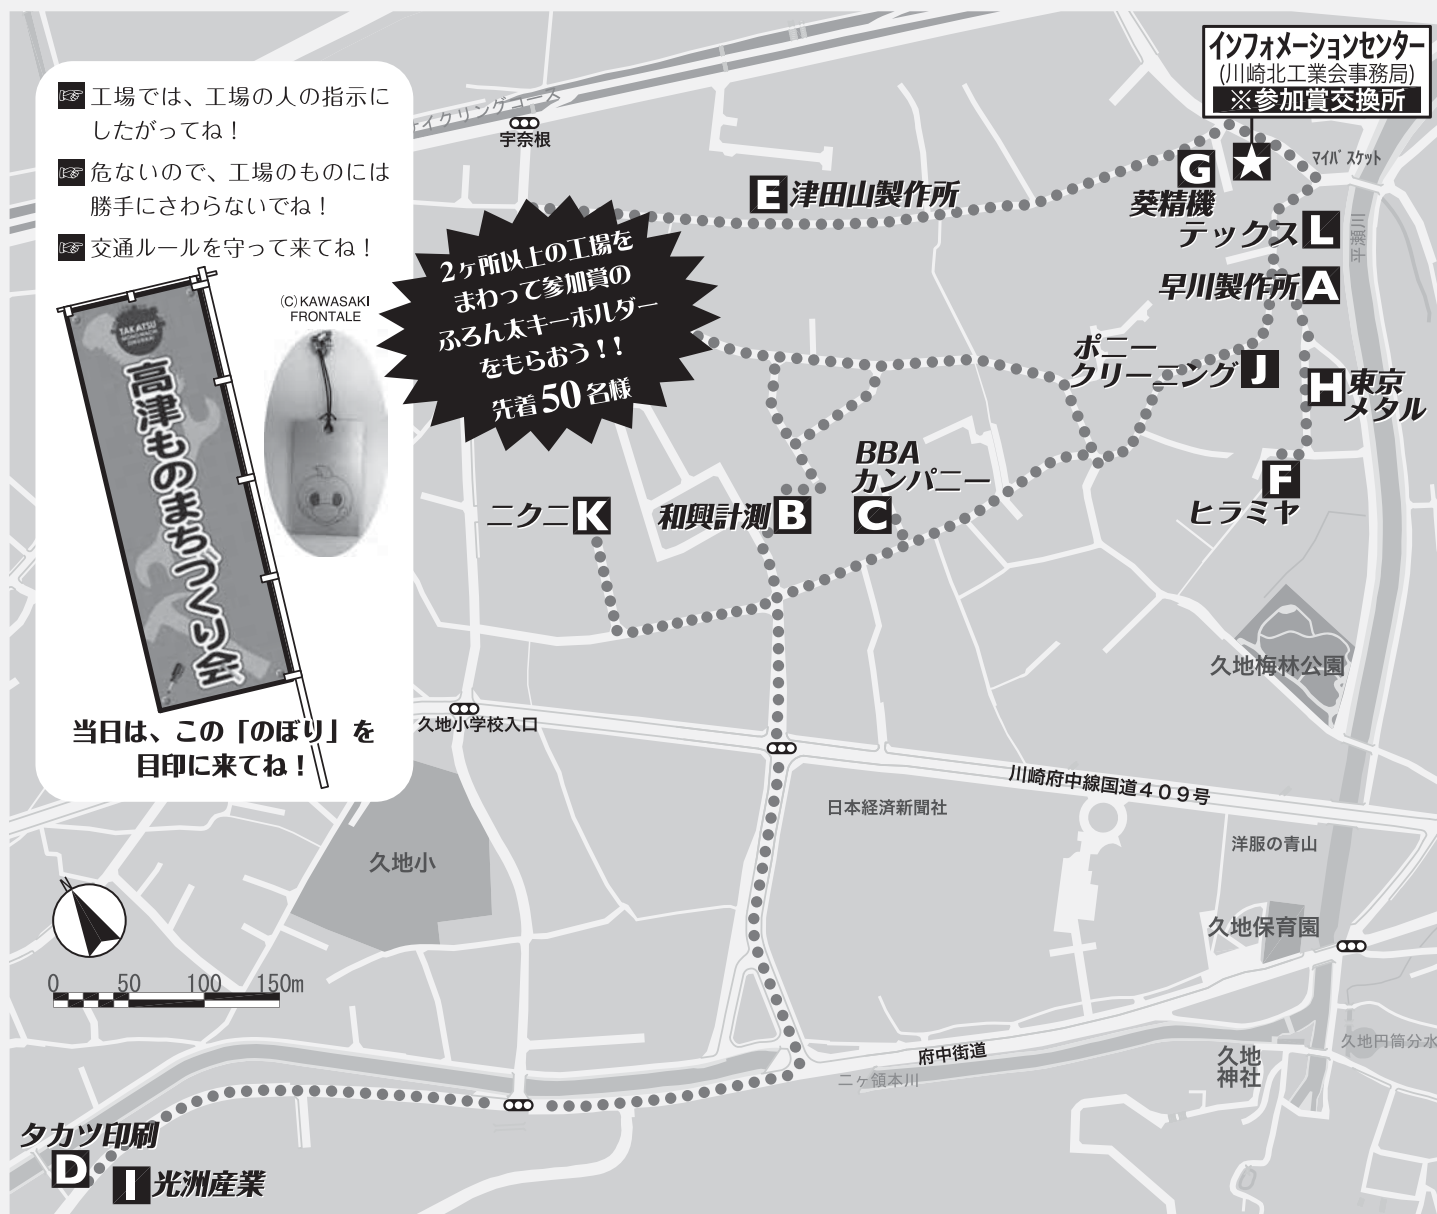 インフォメーションセンター
(川崎北工業会事務局)
※参加賞交換所
工場では、工場の人の指示に
したがってね！
危ないので、工場のものには
勝手にさわらないでね！
交通ルールを守って来てね！
(C)KAWASAKI
FRONTALE
TAKATSU
高津ものまちづくり会
当日は、この「のぼり」を
目印に来てね！
2ヶ所以上の工場を
まわって参加賞の
ふろん太キーホルダー
をもらおう！！
先着50名様
サイクリングコース
宇奈根
E 津田山製作所
G
葵精機
★
マイバスケット
テックス L
平瀬川
早川製作所 A
ポニー
クリーニング J
H 東京
メタル
BBA
カンパニー
C
F
ヒラミヤ
ニクニ K
和興計測 B
久地梅林公園
久地小学校入口
川崎府中線国道409号
日本経済新聞社
洋服の青山
久地小
久地保育園
N
0 50 100 150m
府中街道
二ヶ領本川
久地
神社
久地円筒分水
タカツ印刷
D
I 光洲産業